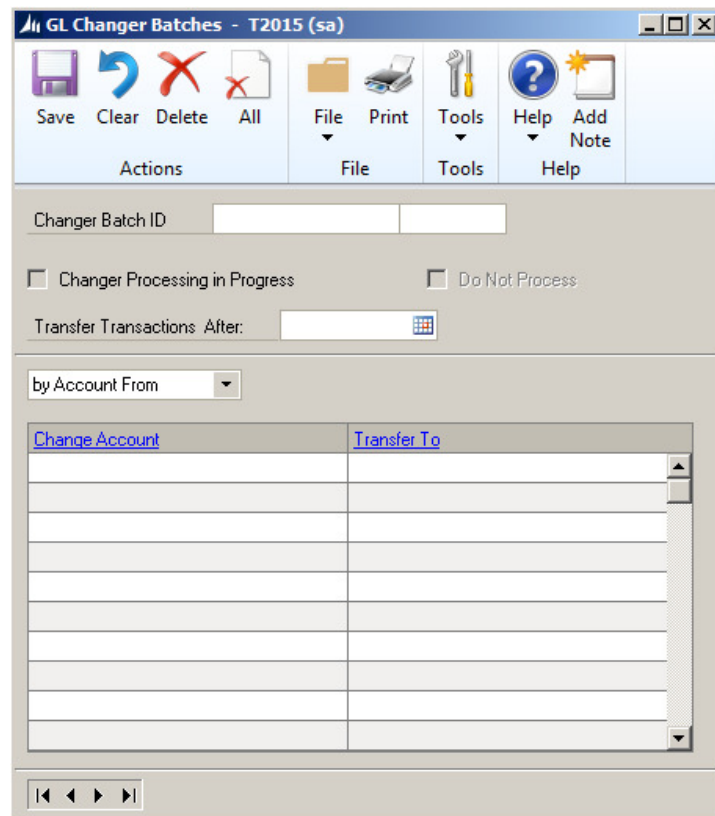 GL Changer Batches - T2015 (sa)
Save Clear Delete All File Print Tools Help Add Note
Actions File Tools Help
Changer Batch ID
Changer Processing in Progress Do Not Process
Transfer Transactions After:
by Account From
Change Account Transfer To